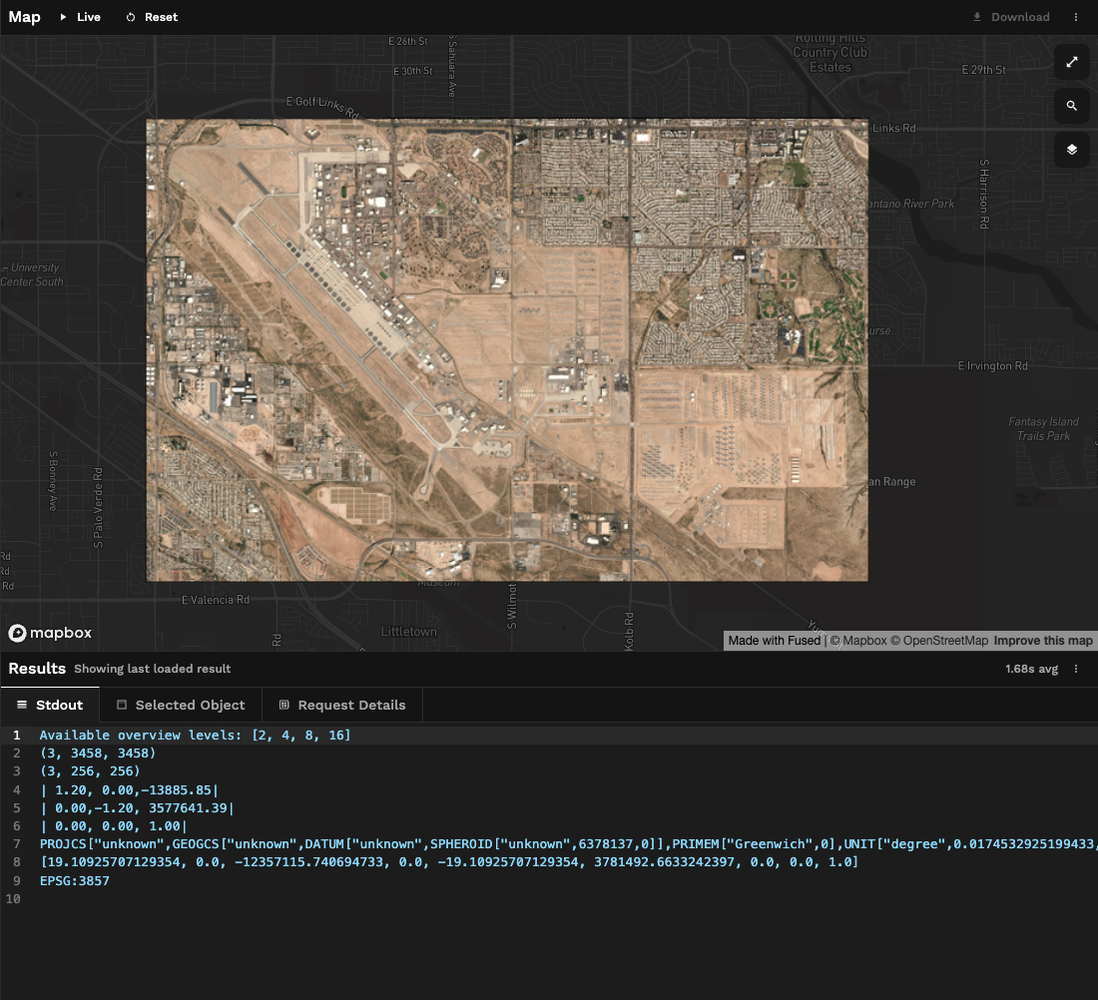 Map
Live
Reset
Download
E 26th St
S Sahuara Ave
Rolling Hills
Country Club
Estates
E 30th St
E 29th St
E Golf Links Rd
Links Rd
S Harrison Rd
antano River Park
– University
Center South
urse
E Irvington Rd
Fantasy Island
Trails Park
S Bonney Ave
S Palo Verde Rd
an Range
Rd
Rd
Rd
Museum
E Valencia Rd
S Wilmot
Kolb Rd
Littletown
Rd
mapbox
Made with Fused | © Mapbox © OpenStreetMap Improve this map
Results
Showing last loaded result
1.68s avg
Stdout
Selected Object
Request Details
1 Available overview levels: [2, 4, 8, 16]
2 (3, 3458, 3458)
3 (3, 256, 256)
4 | 1.20, 0.00,-13885.85|
5 | 0.00,-1.20, 3577641.39|
6 | 0.00, 0.00, 1.00|
7 PROJCS["unknown",GEOGCS["unknown",DATUM["unknown",SPHEROID["unknown",6378137,0]],PRIMEM["Greenwich",0],UNIT["degree",0.0174532925199433,
8 [19.10925707129354, 0.0, -12357115.740694733, 0.0, -19.10925707129354, 3781492.6633242397, 0.0, 0.0, 1.0]
9 EPSG:3857
10